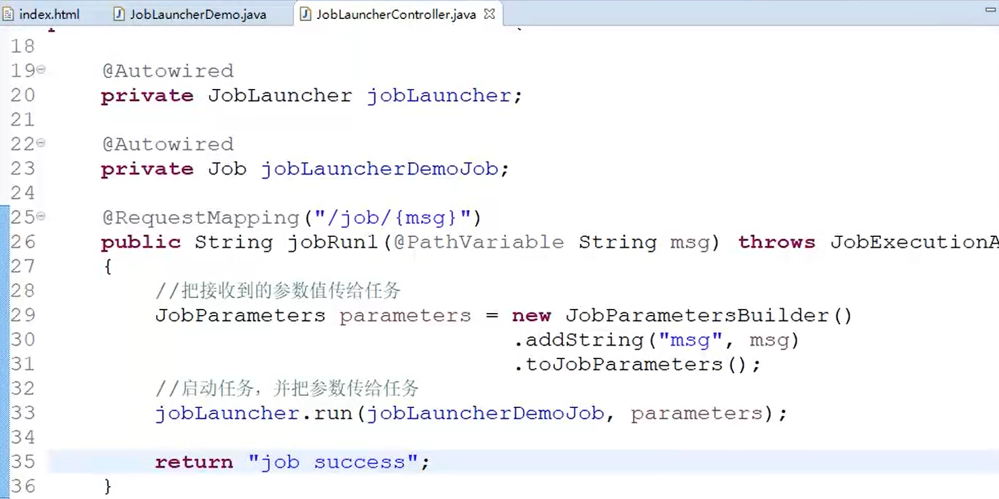 index.html JobLauncherDemo.java JobLauncherController.java
18
19 @Autowired
20 private JobLauncher jobLauncher;
21
22 @Autowired
23 private Job jobLauncherDemoJob;
24
25 @RequestMapping("/job/{msg}")
26 public String jobRun1(@PathVariable String msg) throws JobExecutionA
27 {
28 //把接收到的参数值传给任务
29 JobParameters parameters = new JobParametersBuilder()
30 .addString("msg", msg)
31 .toJobParameters();
32 //启动任务，并把参数传给任务
33 jobLauncher.run(jobLauncherDemoJob, parameters);
34
35 return "job success";
36 }